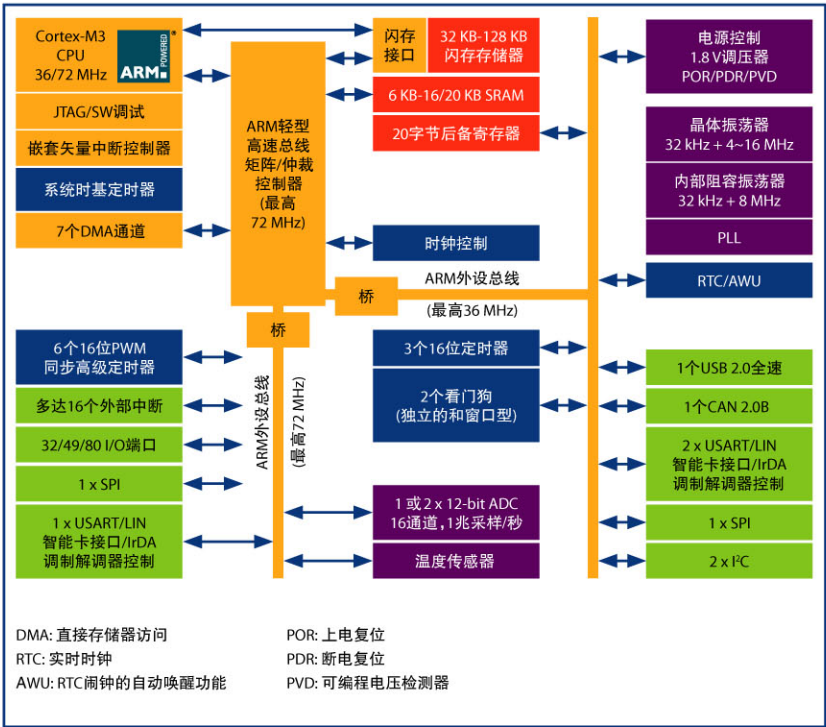 Cortex-M3
CPU
36/72 MHz
ARM
POWERED
®
JTAG/SW调试
嵌套矢量中断控制器
系统时基定时器
7个DMA通道
ARM轻型
高速总线
矩阵/仲裁
控制器
(最高
72 MHz)
闪存
接口
32 KB-128 KB
闪存存储器
6 KB-16/20 KB SRAM
20字节后备寄存器
时钟控制
电源控制
1.8 V调压器
POR/PDR/PVD
晶体振荡器
32 kHz + 4~16 MHz
内部阻容振荡器
32 kHz + 8 MHz
PLL
RTC/AWU
ARM外设总线
桥
(最高36 MHz)
桥
ARM外设总线
(最高72 MHz)
6个16位PWM
同步高级定时器
多达16个外部中断
32/49/80 I/O端口
1 x SPI
1 x USART/LIN
智能卡接口/IrDA
调制解调器控制
3个16位定时器
2个看门狗
(独立的和窗口型)
1 或 2 x 12-bit ADC
16通道,1兆采样/秒
温度传感器
1个USB 2.0全速
1个CAN 2.0B
2 x USART/LIN
智能卡接口/IrDA
调制解调器控制
1 x SPI
2 x I²C
DMA: 直接存储器访问
RTC: 实时时钟
AWU: RTC闹钟的自动唤醒功能
POR: 上电复位
PDR: 断电复位
PVD: 可编程电压检测器